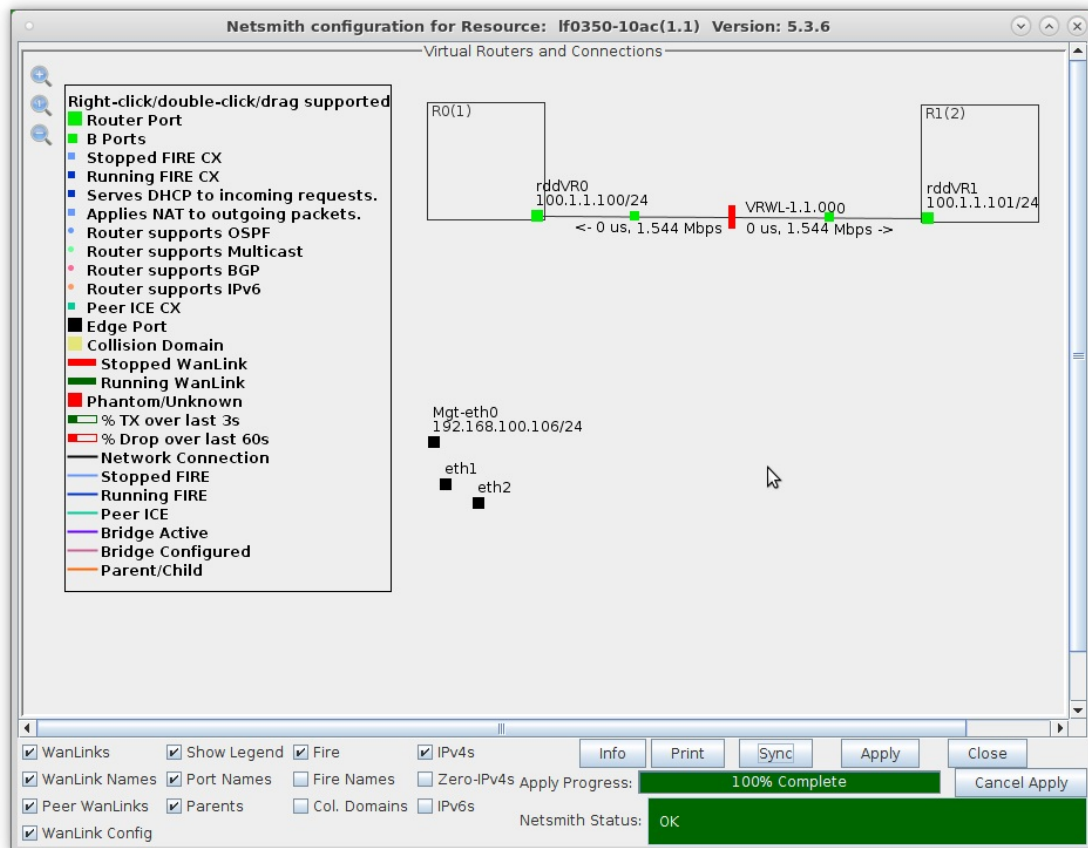 Netsmith configuration for Resource: lf0350-10ac(1.1) Version: 5.3.6
Virtual Routers and Connections
Right-click/double-click/drag supported
Router Port
B Ports
Stopped FIRE CX
Running FIRE CX
Serves DHCP to incoming requests.
Applies NAT to outgoing packets.
Router supports OSPF
Router supports Multicast
Router supports BGP
Router supports IPv6
Peer ICE CX
Edge Port
Collision Domain
Stopped WanLink
Running WanLink
Phantom/Unknown
% TX over last 3s
% Drop over last 60s
Network Connection
Stopped FIRE
Running FIRE
Peer ICE
Bridge Active
Bridge Configured
Parent/Child
R0(1)
R1(2)
rddVR0
100.1.1.100/24
VRWL-1.1.000
rddVR1
100.1.1.101/24
<- 0 us, 1.544 Mbps
0 us, 1.544 Mbps ->
Mgt-eth0
192.168.100.106/24
eth1
eth2
WanLinks Show Legend Fire IPv4s Info Print Sync Apply Close
WanLink Names Port Names Fire Names Zero-IPv4s Apply Progress: 100% Complete Cancel Apply
Peer WanLinks Parents Col. Domains IPv6s
Netsmith Status: OK
WanLink Config